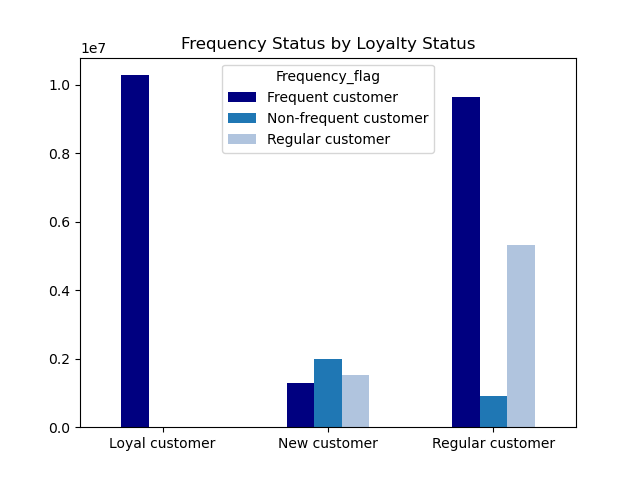 Frequency Status by Loyalty Status
1e7
Frequency_flag
Frequent customer
Non-frequent customer
Regular customer
1.0
0.8
0.6
0.4
0.2
0.0
Loyal customer
New customer
Regular customer